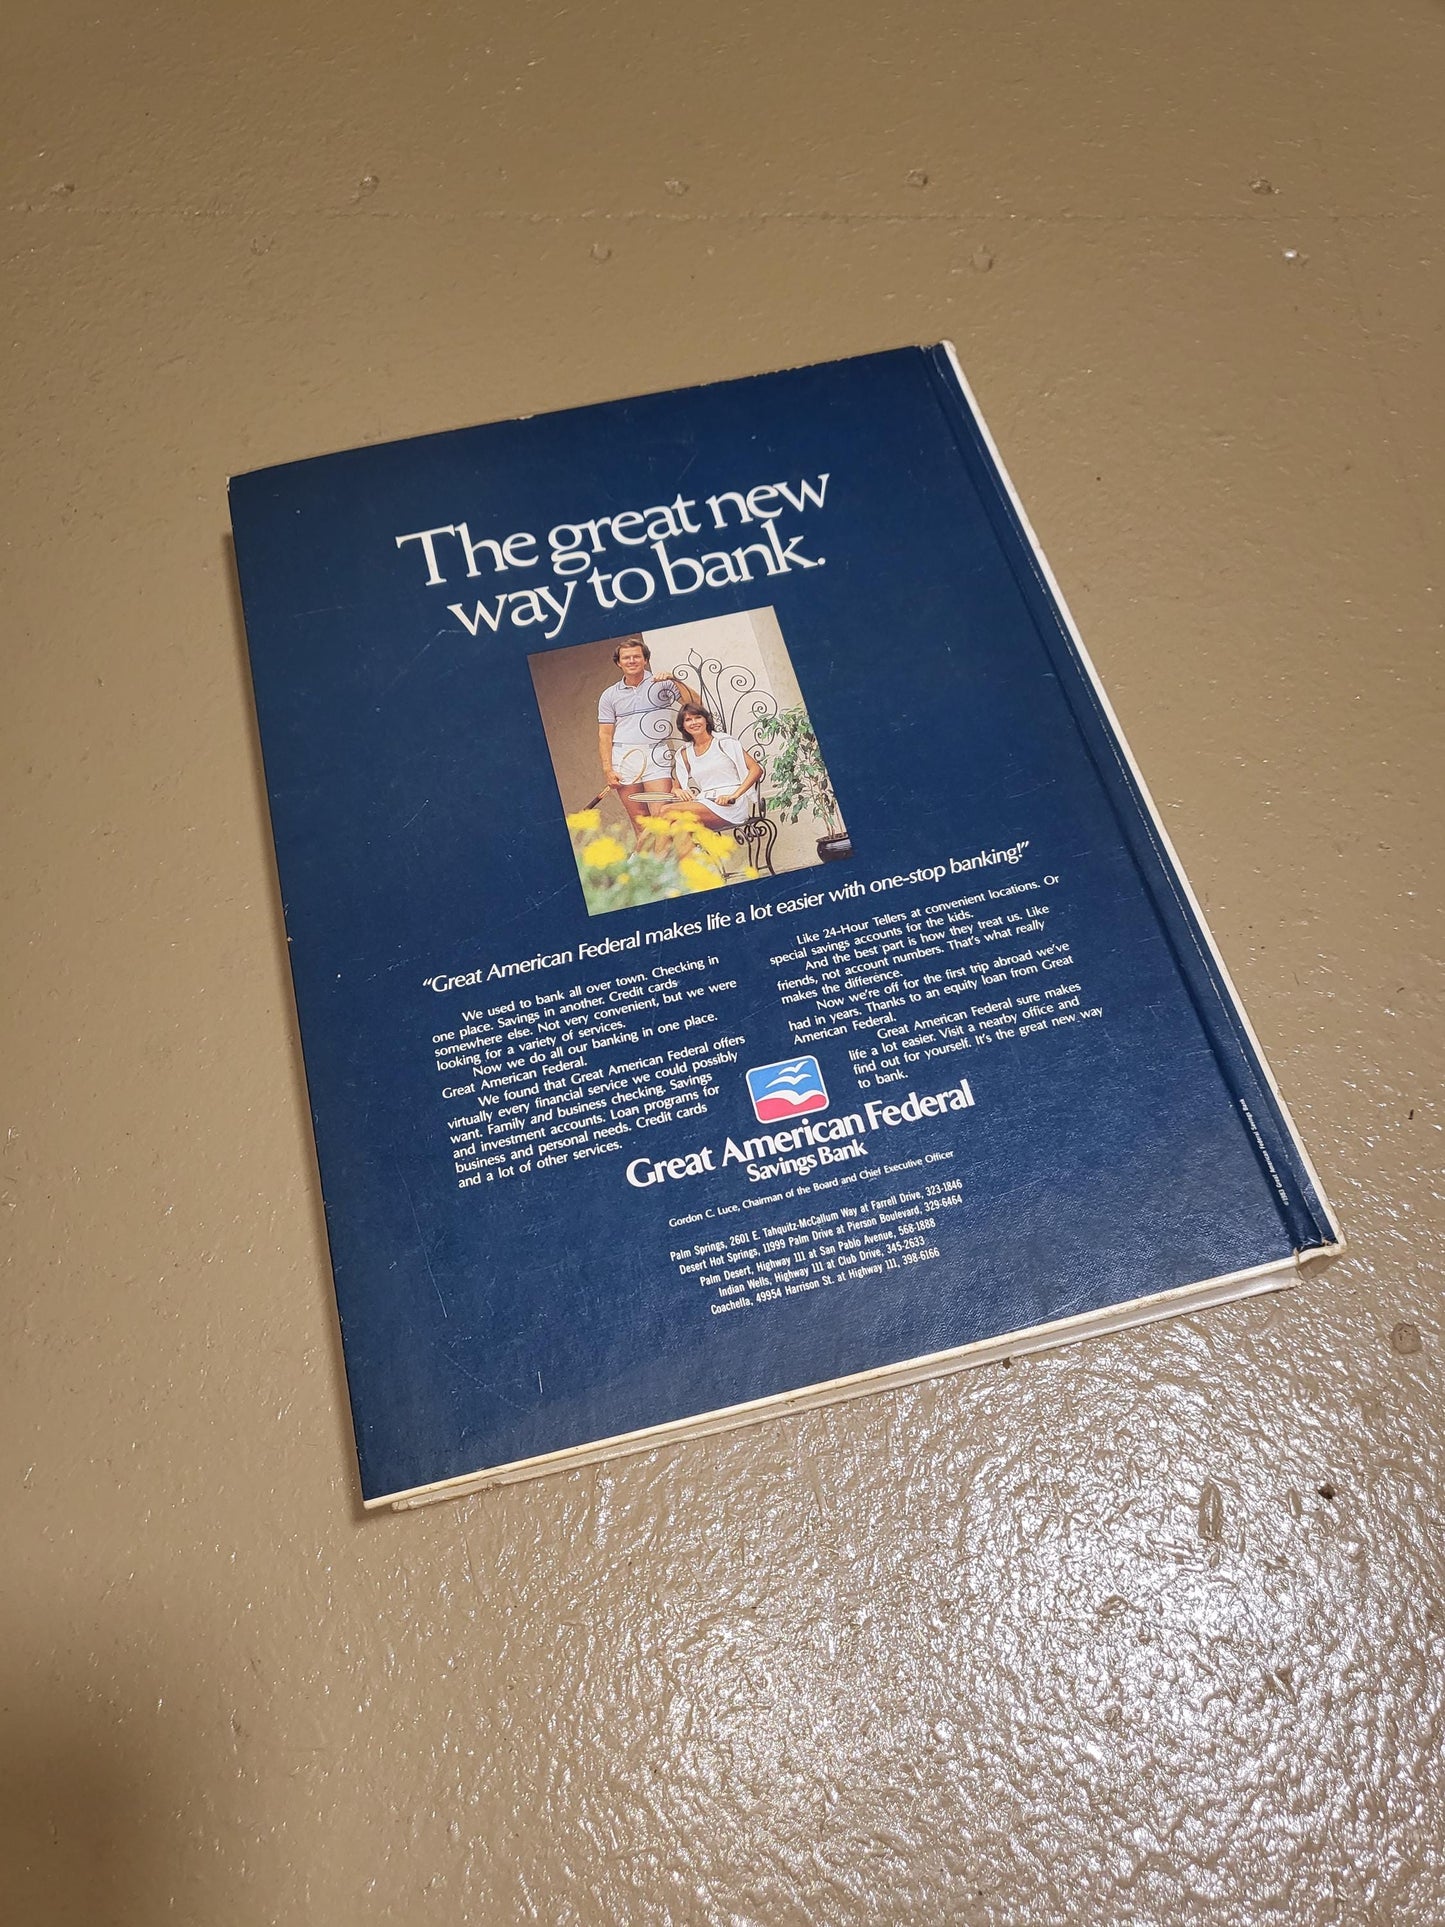 The great new
way to bank.
“Great American Federal makes life a lot easier with one-stop banking!”
We used to bank all over town. Checking in
one place. Savings in another. Credit cards
somewhere else. Not very convenient, but we were
looking for a variety of services.
Now we do all our banking in one place.
Great American Federal.
We found that Great American Federal offers
virtually every financial service we could possibly
want. Family and business checking. Savings
and investment accounts. Loan programs for
business and personal needs. Credit cards
and a lot of other services.
Like 24-Hour Tellers at convenient locations. Or
special savings accounts for the kids.
And the best part is how they treat us. Like
friends, not account numbers. That's what really
makes the difference.
Now we're off for the first trip abroad we've
had in years. Thanks to an equity loan from Great
American Federal.
Great American Federal sure makes
life a lot easier. Visit a nearby office and
find out for yourself. It's the great new way
to bank.
Great American Federal
Savings Bank
Gordon C. Luce, Chairman of the Board and Chief Executive Officer
Palm Springs, 2601 E. Tahquitz-McCallum Way at Farrell Drive, 323-1846
Desert Hot Springs, 11999 Palm Drive at Pierson Boulevard, 329-6464
Palm Desert, Highway 111 at San Pablo Avenue, 568-1888
Indian Wells, Highway 111 at Club Drive, 345-2633
Coachella, 49954 Harrison St. at Highway 111, 398-6166
© 1983 Great American Federal Savings Bank